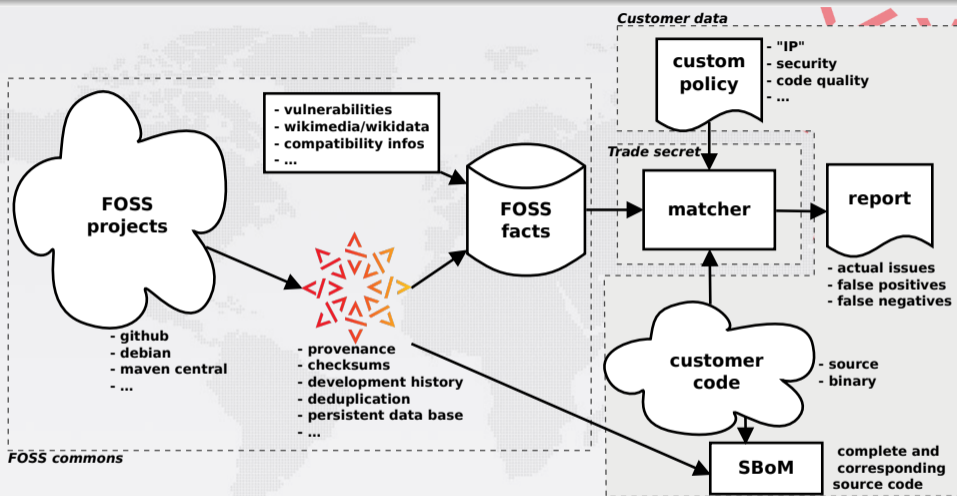 Customer data
custom
policy
- "IP"
- security
- code quality
- ...
- vulnerabilities
- wikimedia/wikidata
- compatibility infos
- ...
Trade secret
FOSS
projects
FOSS
facts
matcher
report
- actual issues
- false positives
- false negatives
- github
- debian
- maven central
- ...
- provenance
- checksums
- development history
- deduplication
- persistent data base
- ...
customer
code
- source
- binary
FOSS commons
SBoM
complete and
corresponding
source code